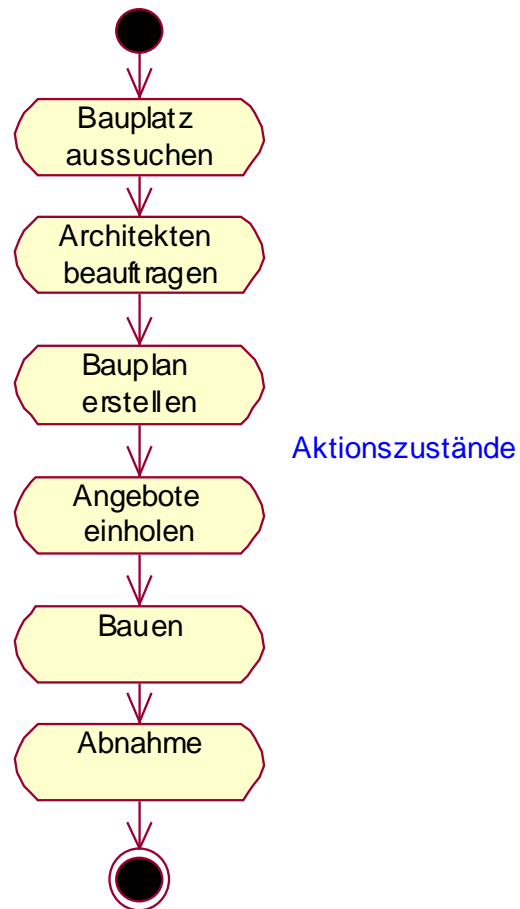 Bauplatz
aussuchen
Architekten
beauftragen
Bauplan
erstellen
Aktionszustände
Angebote
einholen
Bauen
Abnahme